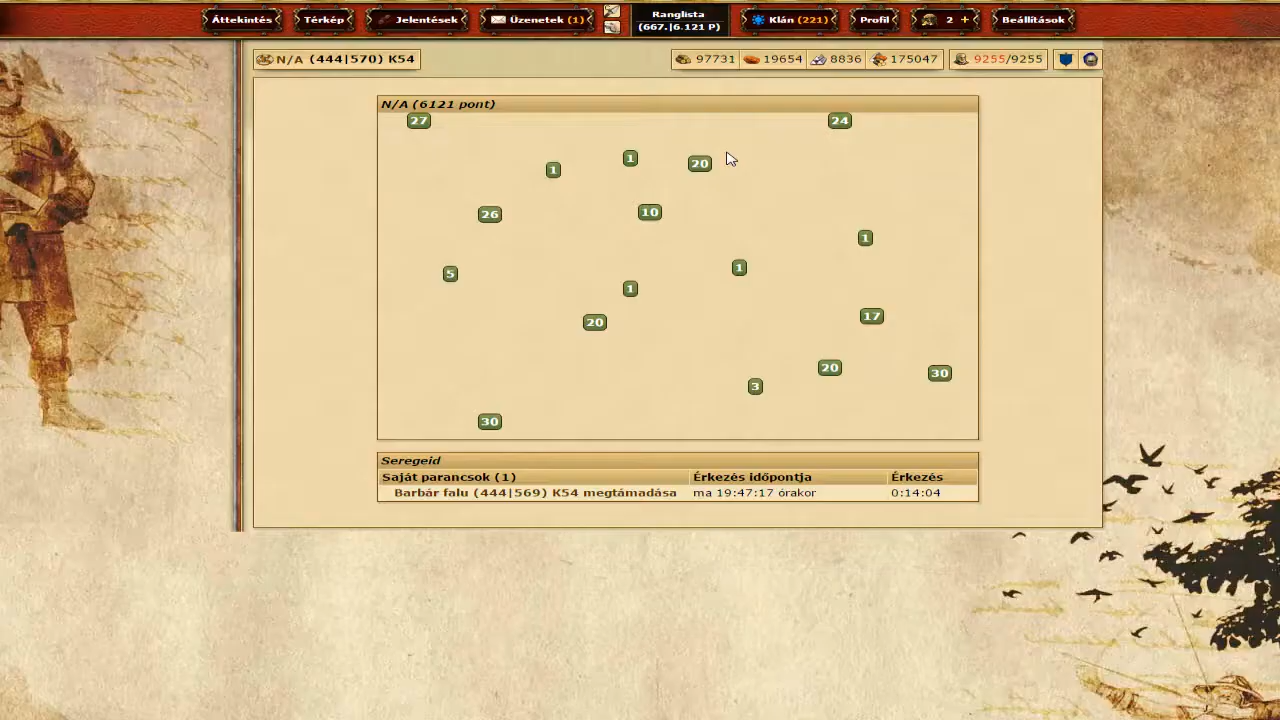 Áttekintés Térkép Jelentések Üzenetek (1) Ranglista Klán (221) Profil 2 + Beállítások
(667.|6.121 P)
N/A (444|570) K54 97731 19654 8836 175047 9255/9255
N/A (6121 pont)
27 24
1 1 20
26 10
1
5 1
1
20 17
20 30
3
30
Seregeid
Saját parancsok (1) Érkezés időpontja Érkezés
Barbár falu (444|569) K54 megtámadása ma 19:47:17 órakor 0:14:04